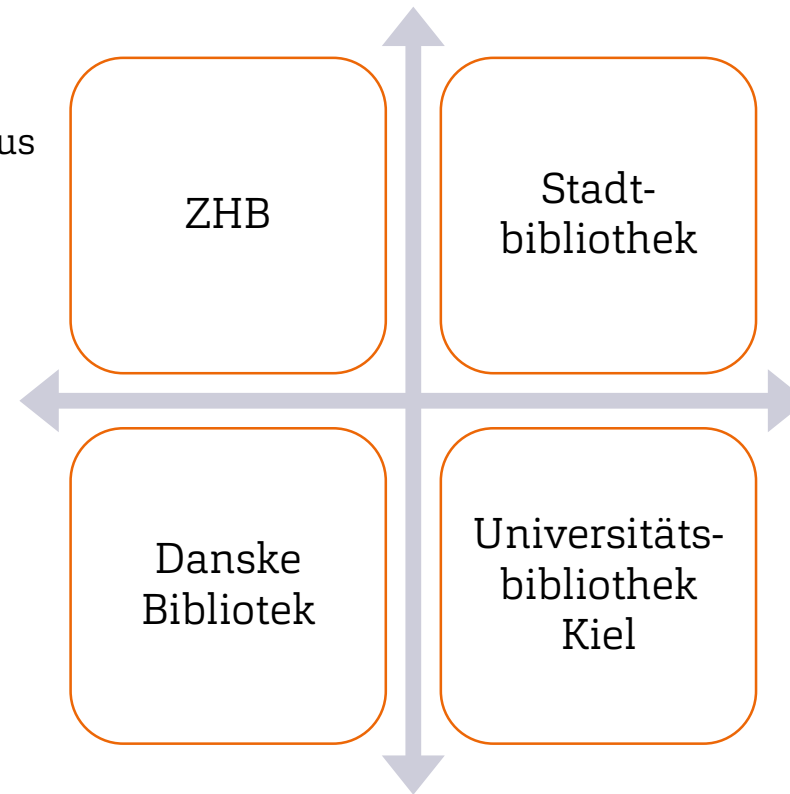 us
ZHB
Stadt-
bibliothek
Danske
Bibliotek
Universitäts-
bibliothek
Kiel